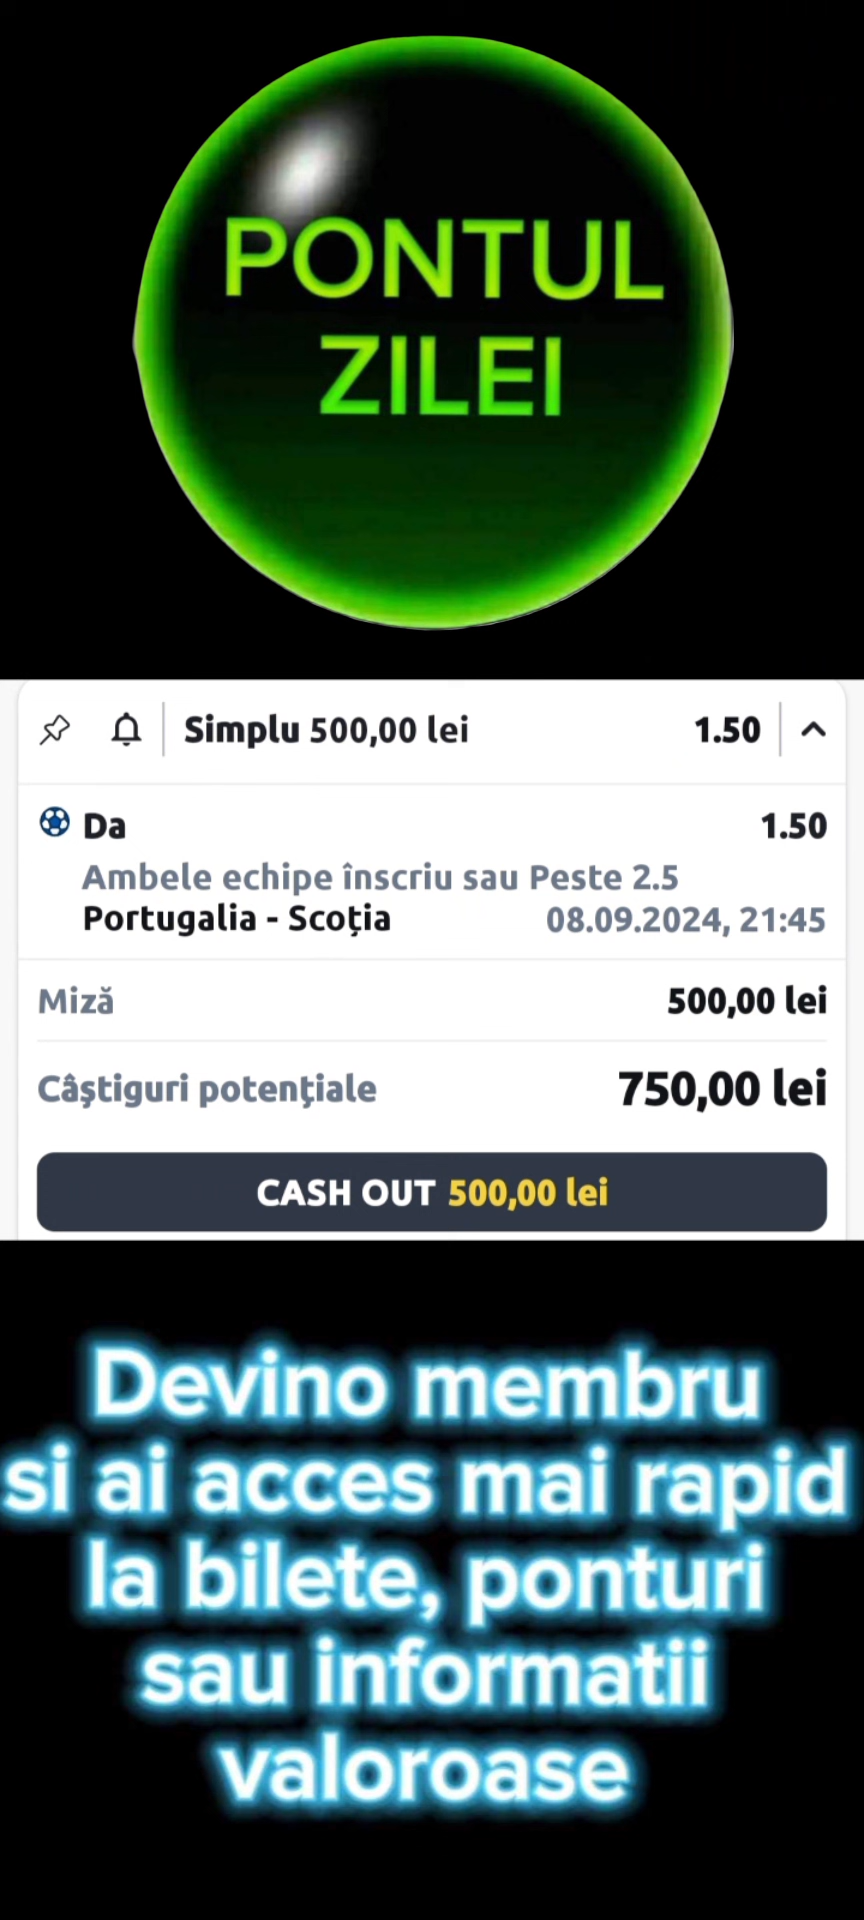 PONTUL
ZILEI
Simplu 500,00 lei 1.50
Da 1.50
Ambele echipe înscriu sau Peste 2.5
Portugalia - Scoția 08.09.2024, 21:45
Miză 500,00 lei
Câştiguri potenţiale 750,00 lei
CASH OUT 500,00 lei
Devino membru
si ai acces mai rapid
la bilete, ponturi
sau informatii
valoroase